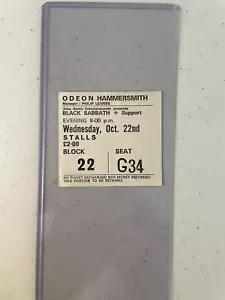 ODEON HAMMERSMITH
Manager : PHILIP LEIVERS
John Smith Entertainments presents
BLACK SABBATH + Support
EVENING 8-00 p.m.
Wednesday, Oct. 22nd
STALLS
£2-00
BLOCK SEAT
22 G34
NO TICKET EXCHANGED NOR MONEY REFUNDED
THIS PORTION TO BE RETAINED